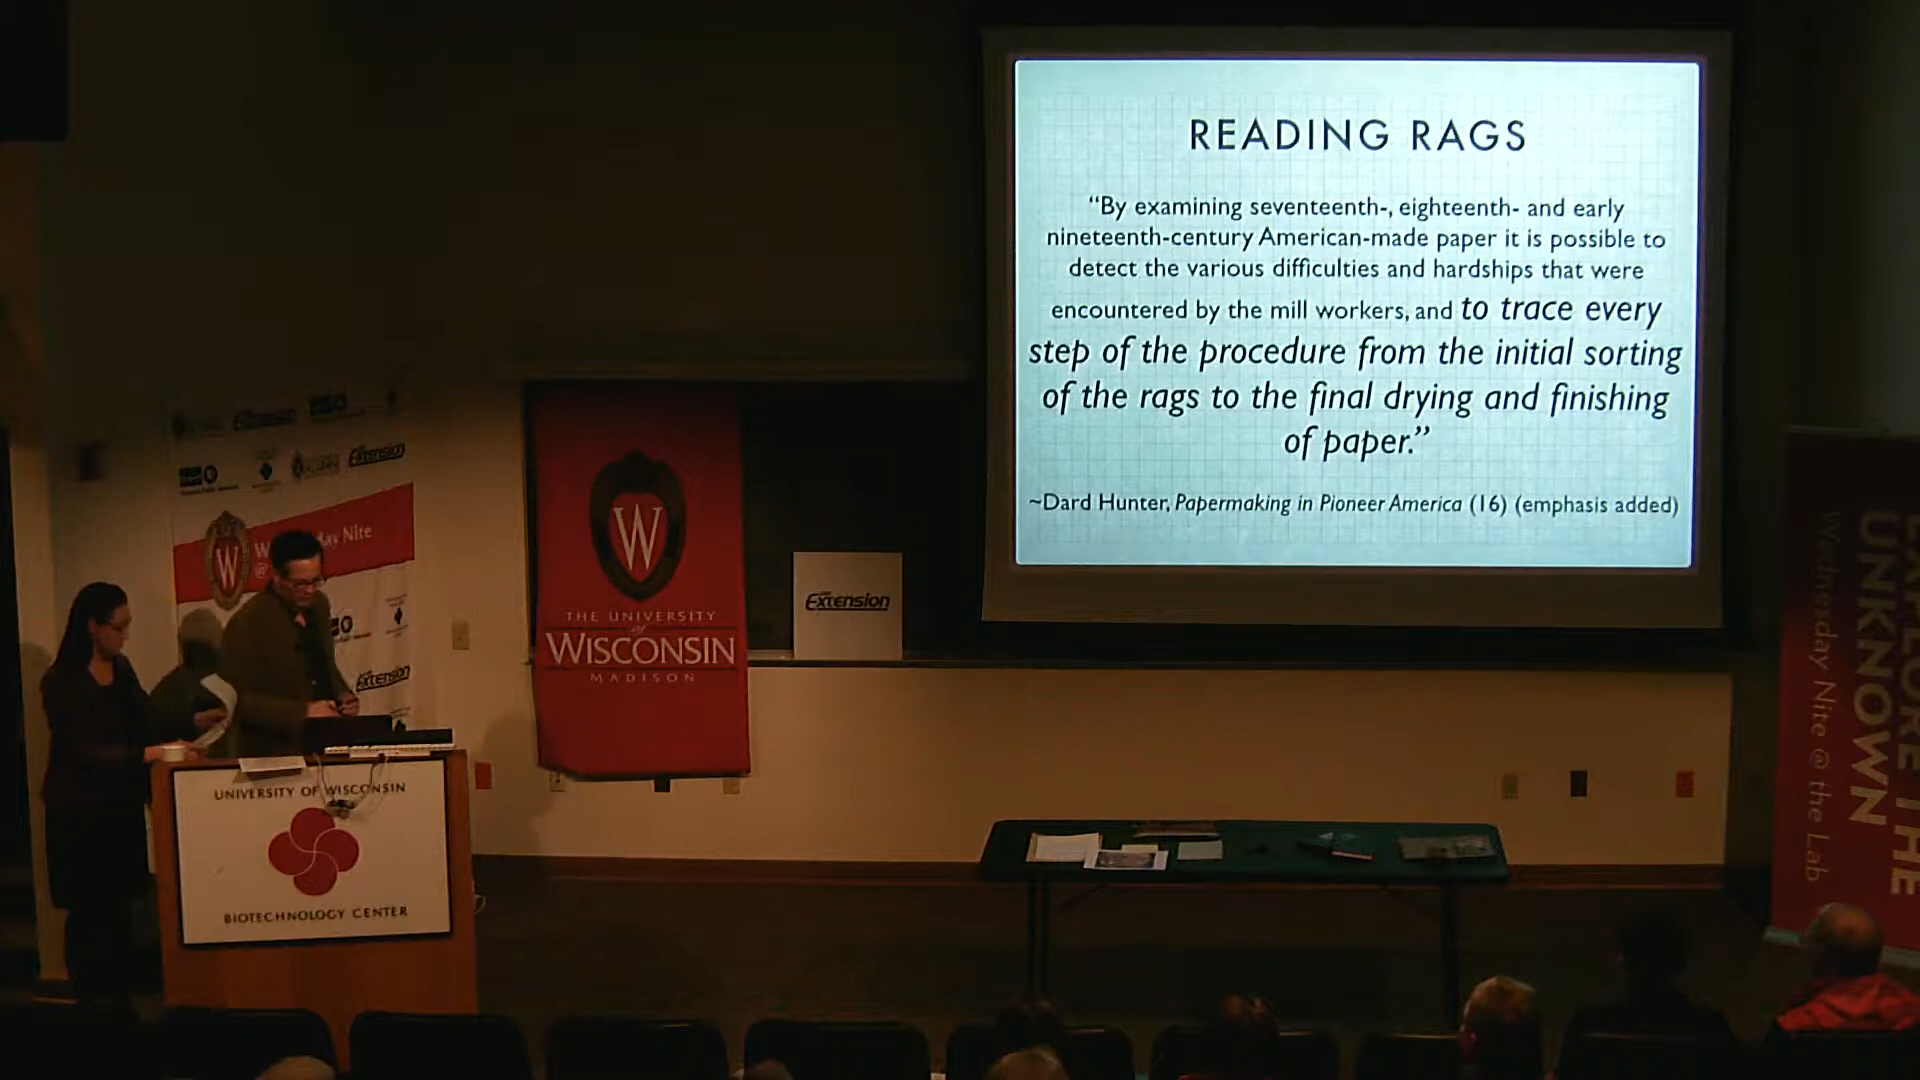 READING RAGS
“By examining seventeenth-, eighteenth- and early
nineteenth-century American-made paper it is possible to
detect the various difficulties and hardships that were
encountered by the mill workers, and to trace every
step of the procedure from the initial sorting
of the rags to the final drying and finishing
of paper.”
~Dard Hunter, Papermaking in Pioneer America (16) (emphasis added)
Extension
W
Nite
@
Extension
W
THE UNIVERSITY
of
WISCONSIN
MADISON
Extension
UNIVERSITY OF WISCONSIN
BIOTECHNOLOGY CENTER
EXPLORE THE
UNKNOWN
Wednesday Nite @ the Lab